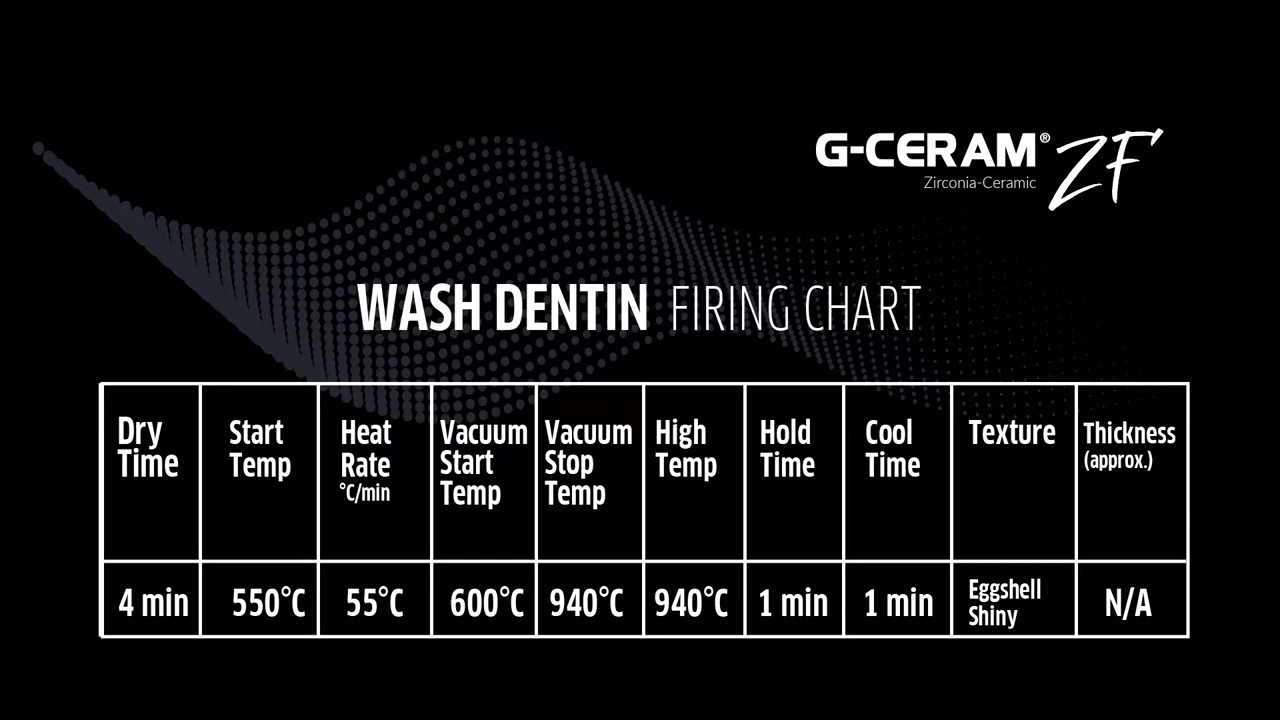 G-CERAM® ZF
Zirconia-Ceramic
WASH DENTIN FIRING CHART
Dry
Time
Start
Temp
Heat
Rate
°C/min
Vacuum
Start
Temp
Vacuum
Stop
Temp
High
Temp
Hold
Time
Cool
Time
Texture
Thickness
(approx.)
4 min
550°C
55°C
600°C
940°C
940°C
1 min
1 min
Eggshell
Shiny
N/A